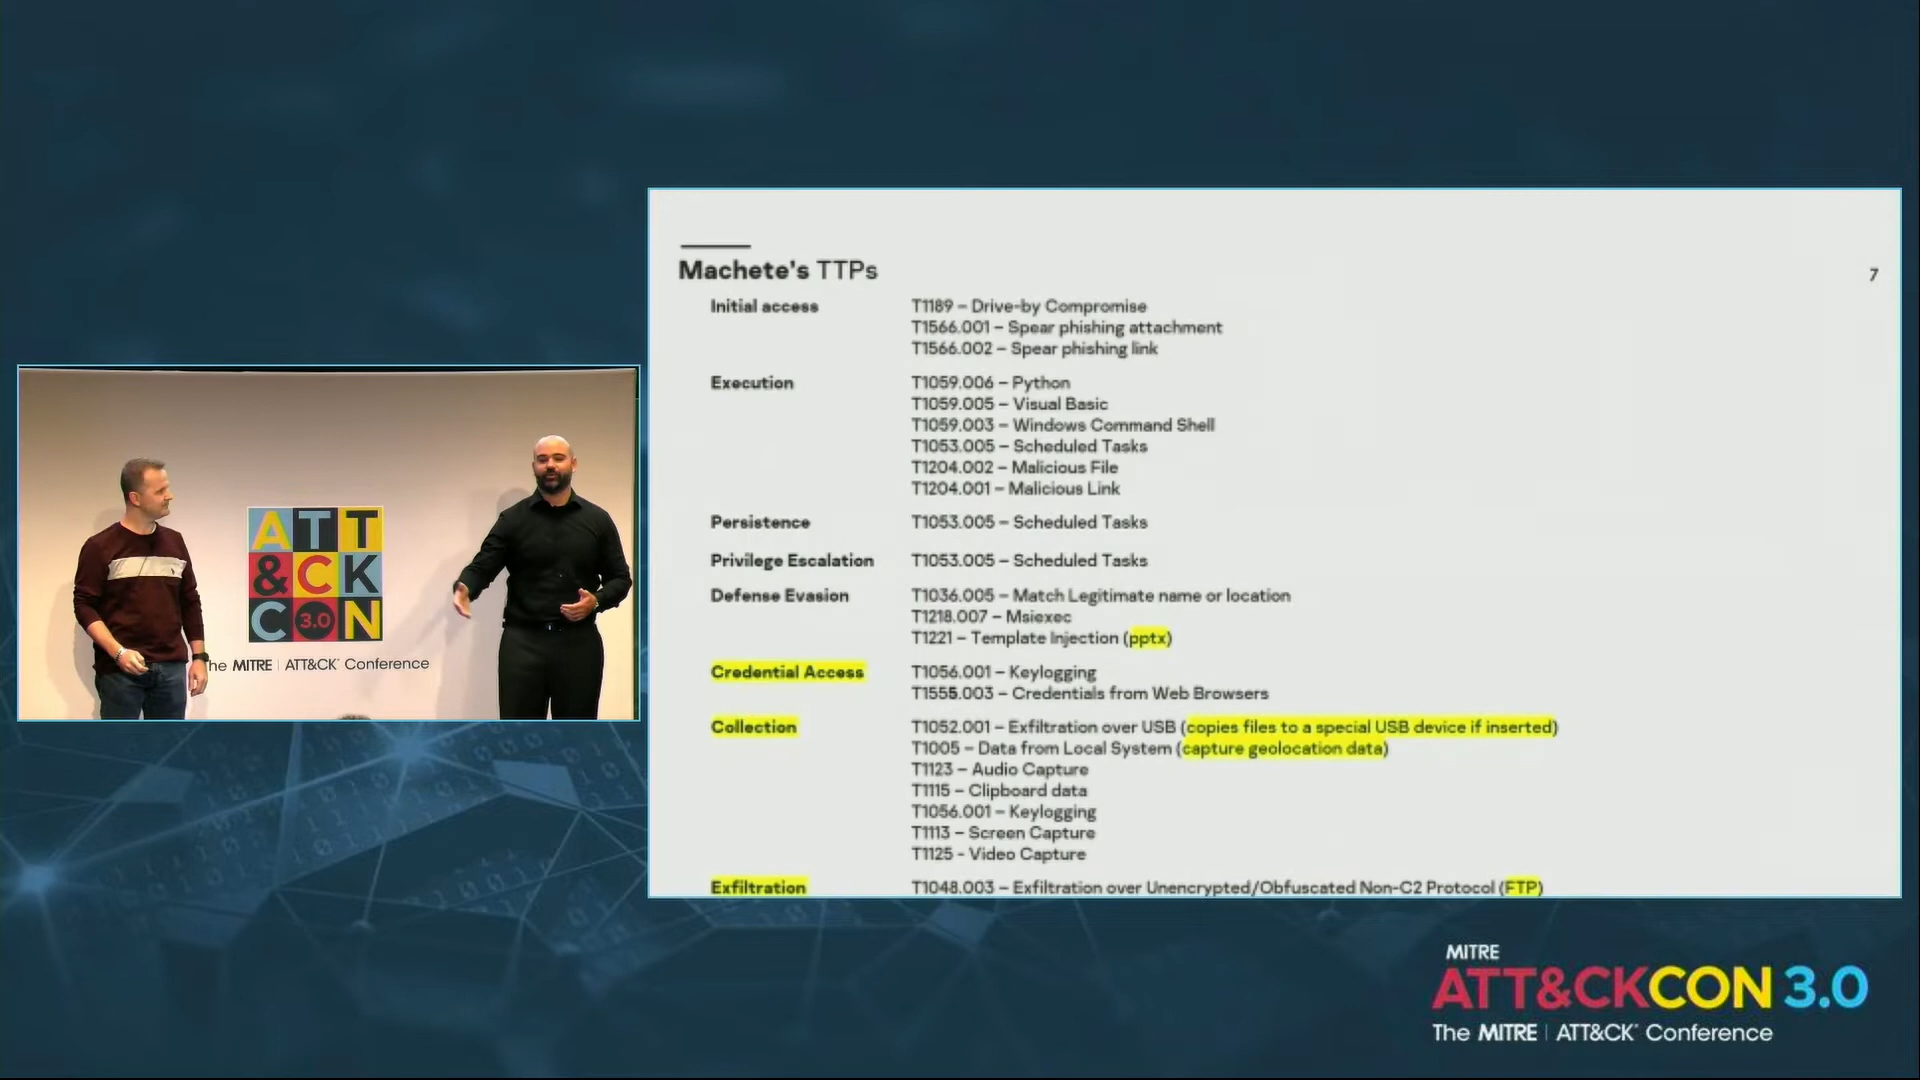 ATT
&CK
CON
3.0
he MITRE | ATT&CK® Conference
Machete's TTPs
7
Initial access
T1189 – Drive-by Compromise
T1566.001 – Spear phishing attachment
T1566.002 – Spear phishing link
Execution
T1059.006 – Python
T1059.005 – Visual Basic
T1059.003 – Windows Command Shell
T1053.005 – Scheduled Tasks
T1204.002 – Malicious File
T1204.001 – Malicious Link
Persistence
T1053.005 – Scheduled Tasks
Privilege Escalation
T1053.005 – Scheduled Tasks
Defense Evasion
T1036.005 – Match Legitimate name or location
T1218.007 – Msiexec
T1221 – Template Injection (pptx)
Credential Access
T1056.001 – Keylogging
T1555.003 – Credentials from Web Browsers
Collection
T1052.001 – Exfiltration over USB (copies files to a special USB device if inserted)
T1005 – Data from Local System (capture geolocation data)
T1123 – Audio Capture
T1115 – Clipboard data
T1056.001 – Keylogging
T1113 – Screen Capture
T1125 - Video Capture
Exfiltration
T1048.003 – Exfiltration over Unencrypted/Obfuscated Non-C2 Protocol (FTP)
MITRE
ATT&CKCON 3.0
The MITRE | ATT&CK® Conference